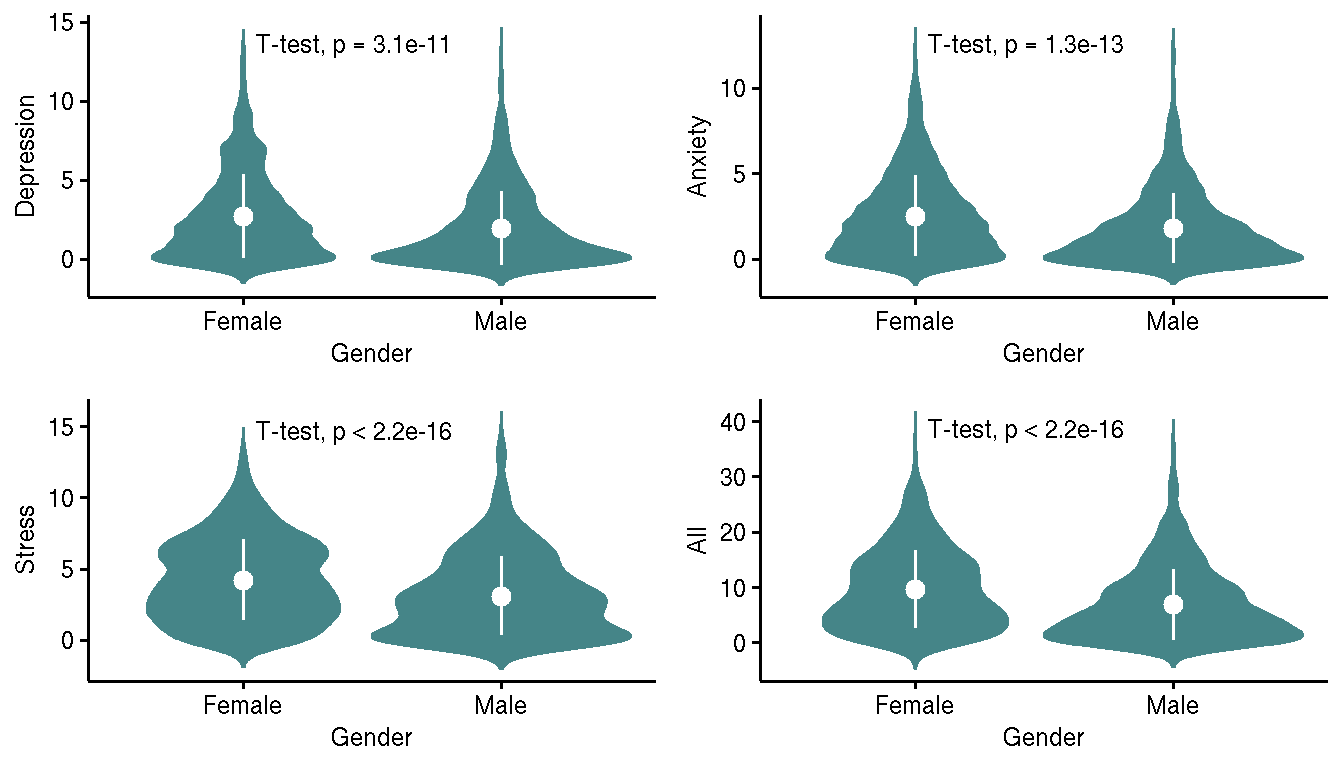 Depression
15
10
5
0
T-test, p = 3.1e-11
Female Male
Gender
Anxiety
10
5
0
T-test, p = 1.3e-13
Female Male
Gender
Stress
15
10
5
0
T-test, p < 2.2e-16
Female Male
Gender
All
40
30
20
10
0
T-test, p < 2.2e-16
Female Male
Gender